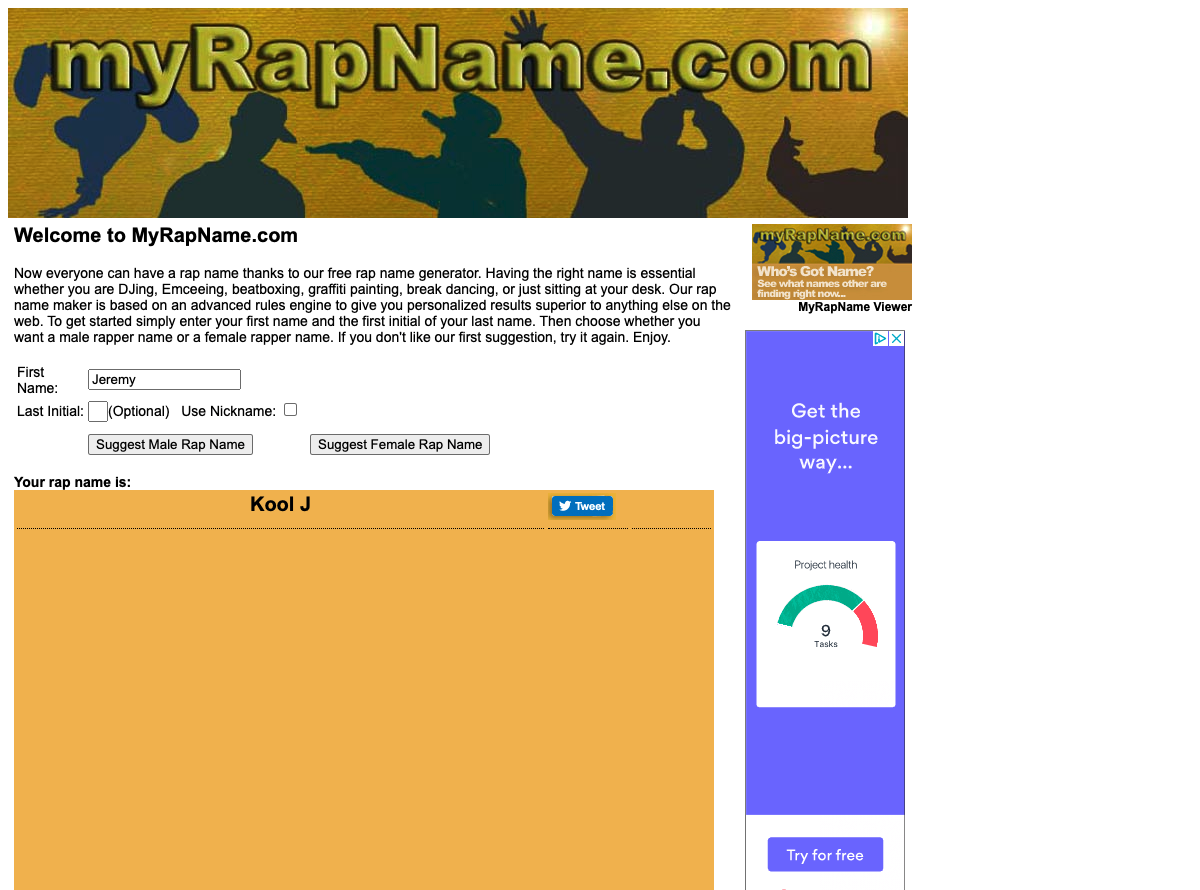 myRapName.com
Welcome to MyRapName.com
Now everyone can have a rap name thanks to our free rap name generator. Having the right name is essential
whether you are DJing, Emceeing, beatboxing, graffiti painting, break dancing, or just sitting at your desk. Our rap
name maker is based on an advanced rules engine to give you personalized results superior to anything else on the
web. To get started simply enter your first name and the first initial of your last name. Then choose whether you
want a male rapper name or a female rapper name. If you don't like our first suggestion, try it again. Enjoy.
First
Name:
Jeremy
Last Initial: (Optional) Use Nickname:
Suggest Male Rap Name Suggest Female Rap Name
Your rap name is:
Kool J
Tweet
myRapName.com
Who's Got Name?
See what names other are
finding right now...
MyRapName Viewer
Get the
big-picture
way...
Project health
9
Tasks
Try for free